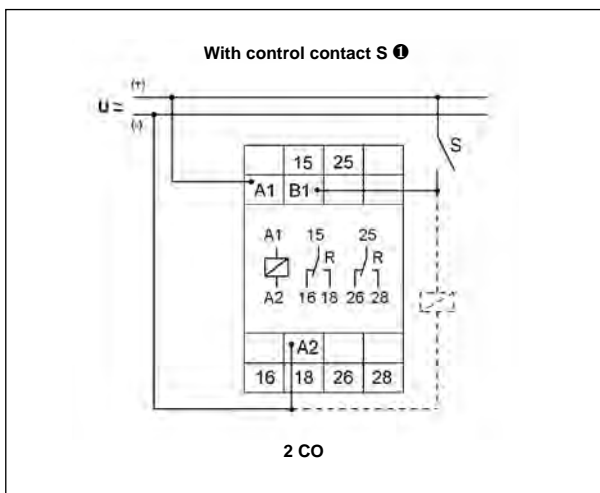 With control contact S ❶
(+)
U ≃
(-)
S
15 25
A1 B1
A1 15 25
R R
A2 16 18 26 28
A2
16 18 26 28
2 CO